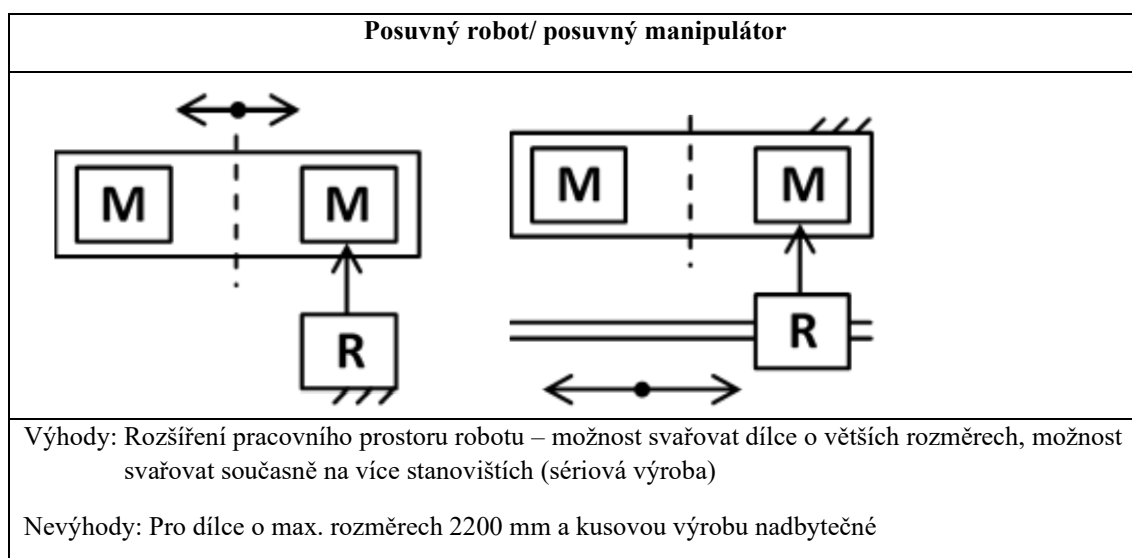 Posuvný robot/ posuvný manipulátor
M M
M M
R
R
Výhody: Rozšíření pracovního prostoru robotu – možnost svařovat dílce o větších rozměrech, možnost
svařovat současně na více stanovištích (sériová výroba)
Nevýhody: Pro dílce o max. rozměrech 2200 mm a kusovou výrobu nadbytečné